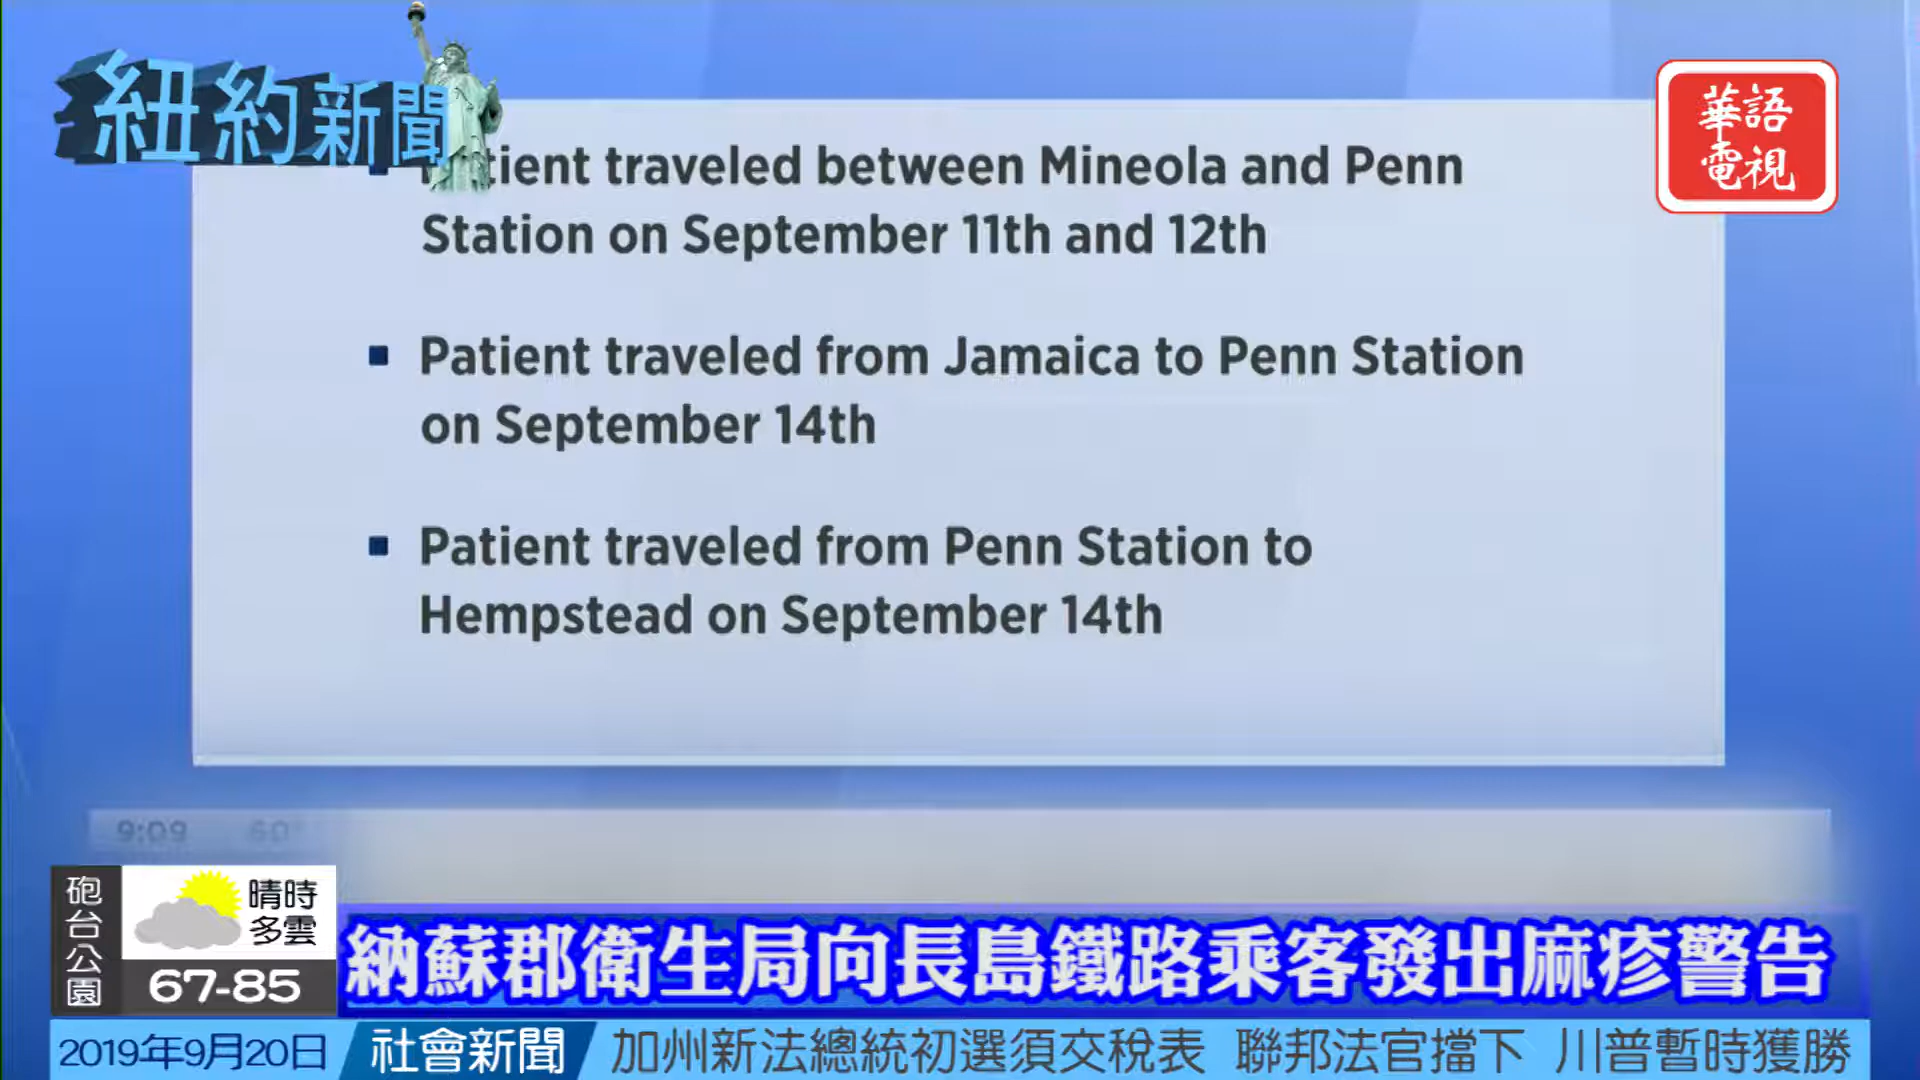 紐約新聞
華語
電視
tient traveled between Mineola and Penn
Station on September 11th and 12th
Patient traveled from Jamaica to Penn Station
on September 14th
Patient traveled from Penn Station to
Hempstead on September 14th
9:09 60°
砲台公園
晴時
多雲
67-85
納蘇郡衛生局向長島鐵路乘客發出麻疹警告
2019年9月20日 社會新聞 加州新法總統初選須交稅表 聯邦法官擋下 川普暫時獲勝